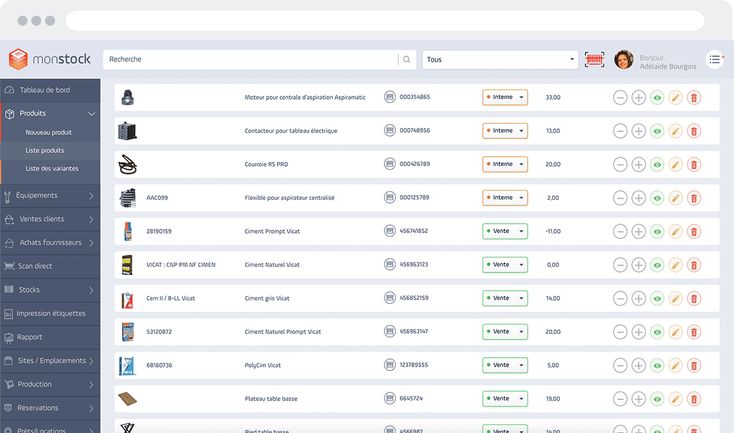 monstock
Recherche
Tous
Bonjour
Adélaïde Bourgois
Tableau de bord
Produits
Nouveau produit
Liste produits
Liste des variantes
Équipements
Ventes clients
Achats fournisseurs
Scan direct
Stocks
Impression étiquettes
Rapport
Sites / Emplacements
Production
Réservations
Prêts/Locations
Moteur pour centrale d'aspiration Aspiramatic 000354865 Interne 33,00
Contacteur pour tableau électrique 000748956 Interne 13,00
Courroie RS PRO 000426789 Interne 20,00
AAC099 Flexible pour aspirateur centralisé 000125789 Interne 2,00
28190159 Ciment Prompt Vicat 456741852 Vente -11,00
VICAT : CNP PM NF CIMEN Ciment Naturel Vicat 456963123 Vente 0,00
Cem II / B-LL Vicat Ciment gris Vicat 456852159 Vente 14,00
53120872 Ciment Naturel Prompt Vicat 456963147 Vente 20,00
68160736 PolyCim Vicat 123789555 Vente 5,00
Plateau table basse 6645724 Vente 19,00
Pied table basse 4566987 Vente 14,00